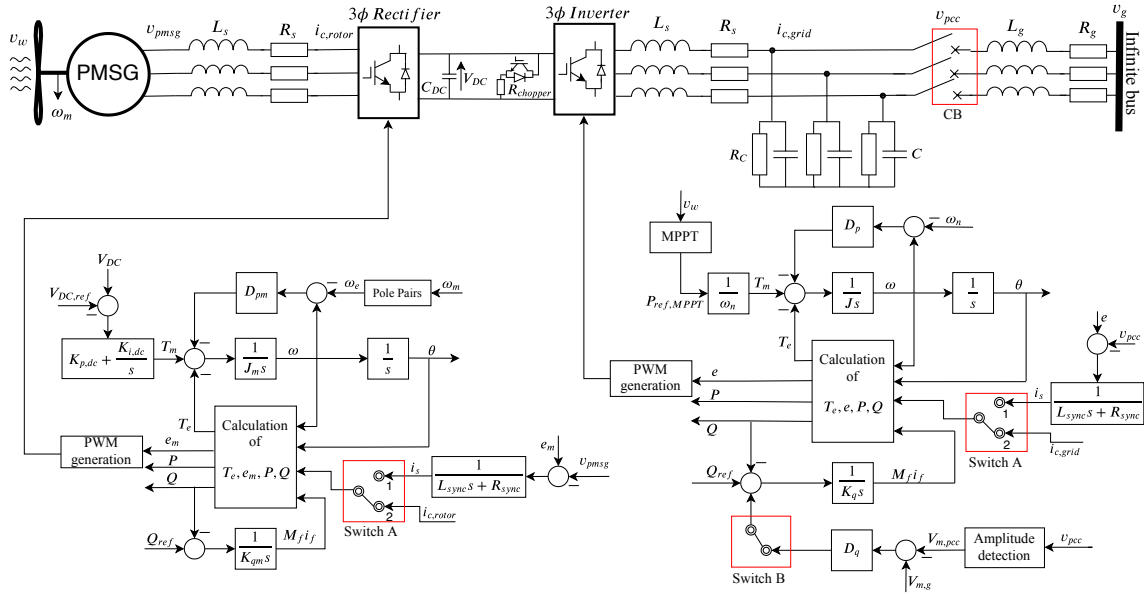 3ϕ Rectifier
3ϕ Inverter
v_w
v_pmsg
L_s
R_s
i_c,rotor
L_s
R_s
i_c,grid
v_pcc
L_g
R_g
v_g
PMSG
ω_m
C_DC
V_DC
R_chopper
CB
Infinite bus
R_C
C
v_w
MPPT
P_ref,MPPT
1/ω_n
T_m
D_p
ω_n
1/(Js)
ω
1/s
θ
T_e
Calculation
of
T_e, e, P, Q
PWM
generation
e
P
Q
e
v_pcc
1/(L_sync s + R_sync)
i_s
1
2
i_c,grid
Switch A
Q_ref
1/(K_q s)
M_f i_f
Switch B
D_q
V_m,pcc
V_m,g
Amplitude
detection
v_pcc
V_DC
V_DC,ref
K_p,dc + K_i,dc/s
T_m
D_pm
ω_e
Pole Pairs
ω_m
1/(J_m s)
ω
1/s
θ
T_e
Calculation
of
T_e, e_m, P, Q
PWM
generation
e_m
P
Q
i_s
1
2
i_c,rotor
Switch A
1/(L_sync s + R_sync)
e_m
v_pmsg
Q_ref
1/(K_qm s)
M_f i_f